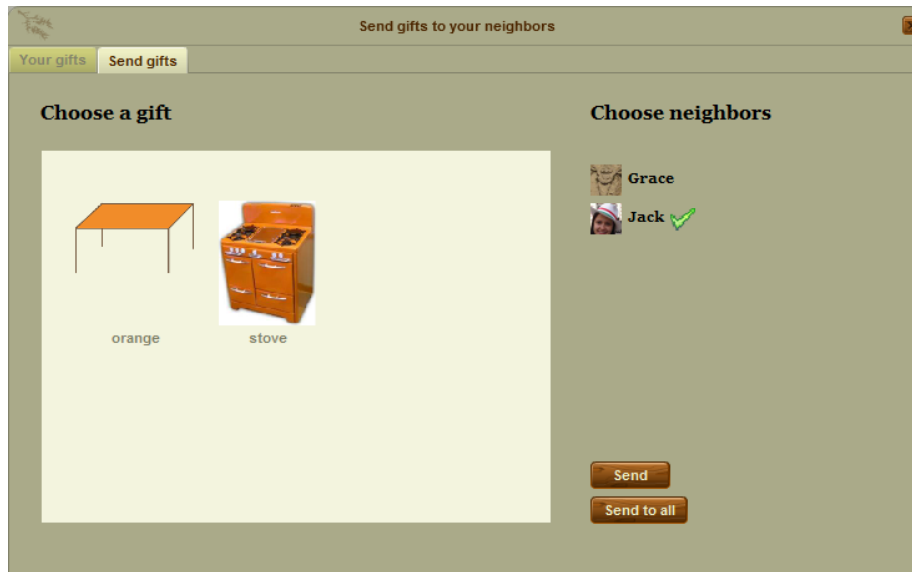 Send gifts to your neighbors
Your gifts
Send gifts
Choose a gift
Choose neighbors
Grace
Jack
orange
stove
Send
Send to all